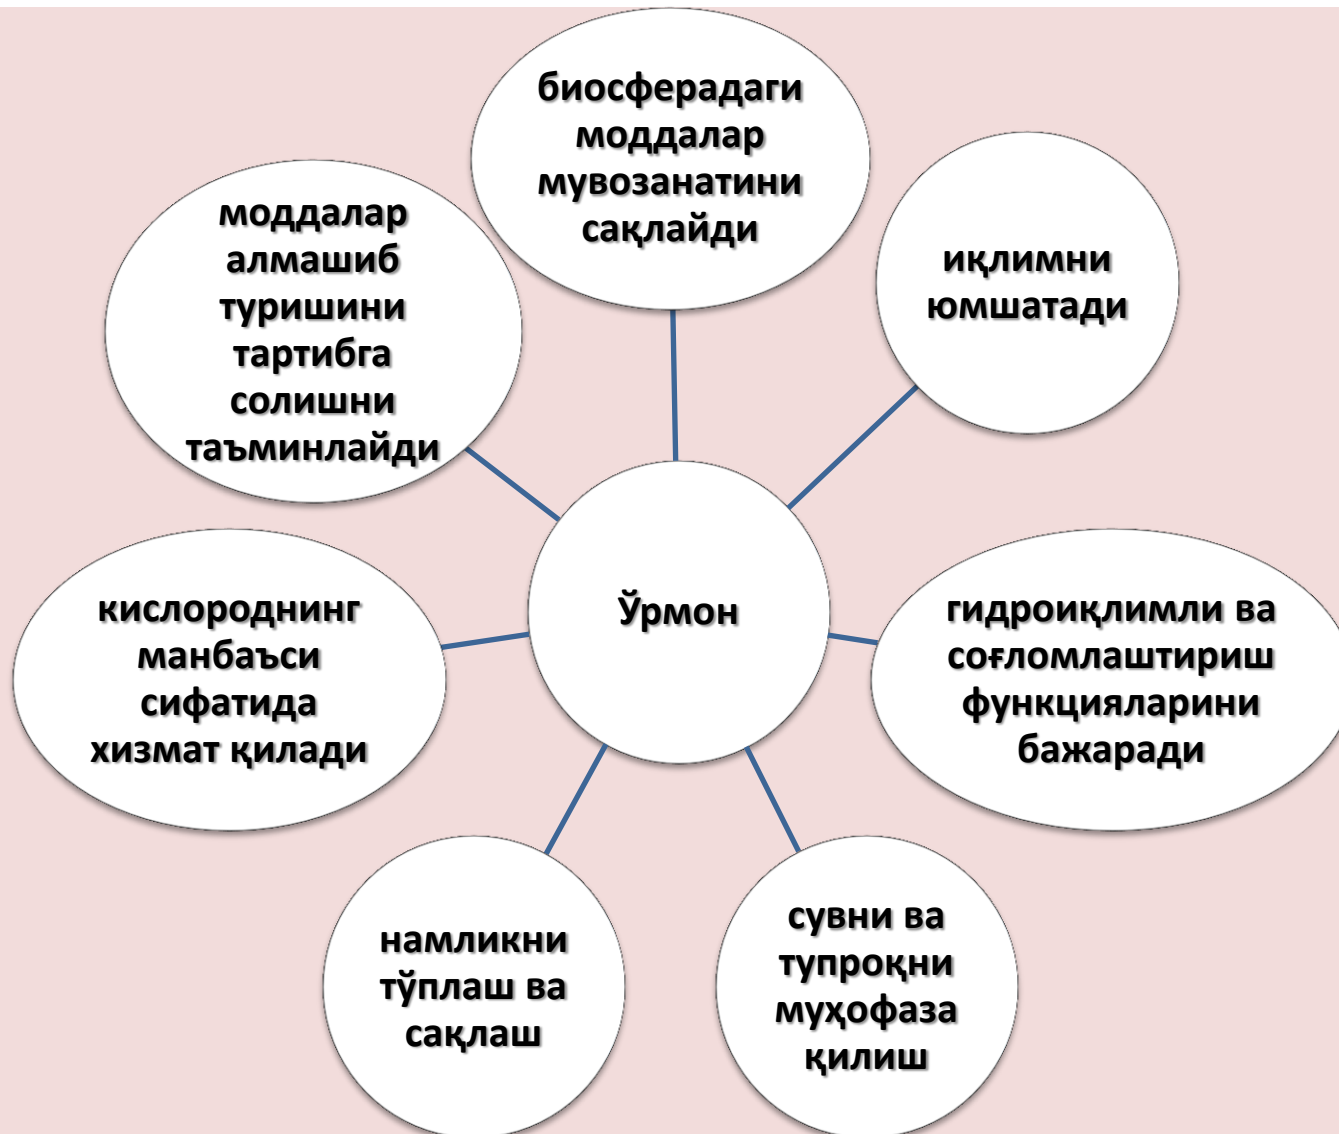 биосферадаги
моддалар
мувозанатини
сақлайди
иқлимни
юмшатади
моддалар
алмашиб
туришини
тартибга
солишни
таъминлайди
Ўрмон
кислороднинг
манбаъси
сифатида
хизмат қилади
гидроиқлимли ва
соғломлаштириш
функцияларини
бажаради
намликни
тўплаш ва
сақлаш
сувни ва
тупроқни
муҳофаза
қилиш